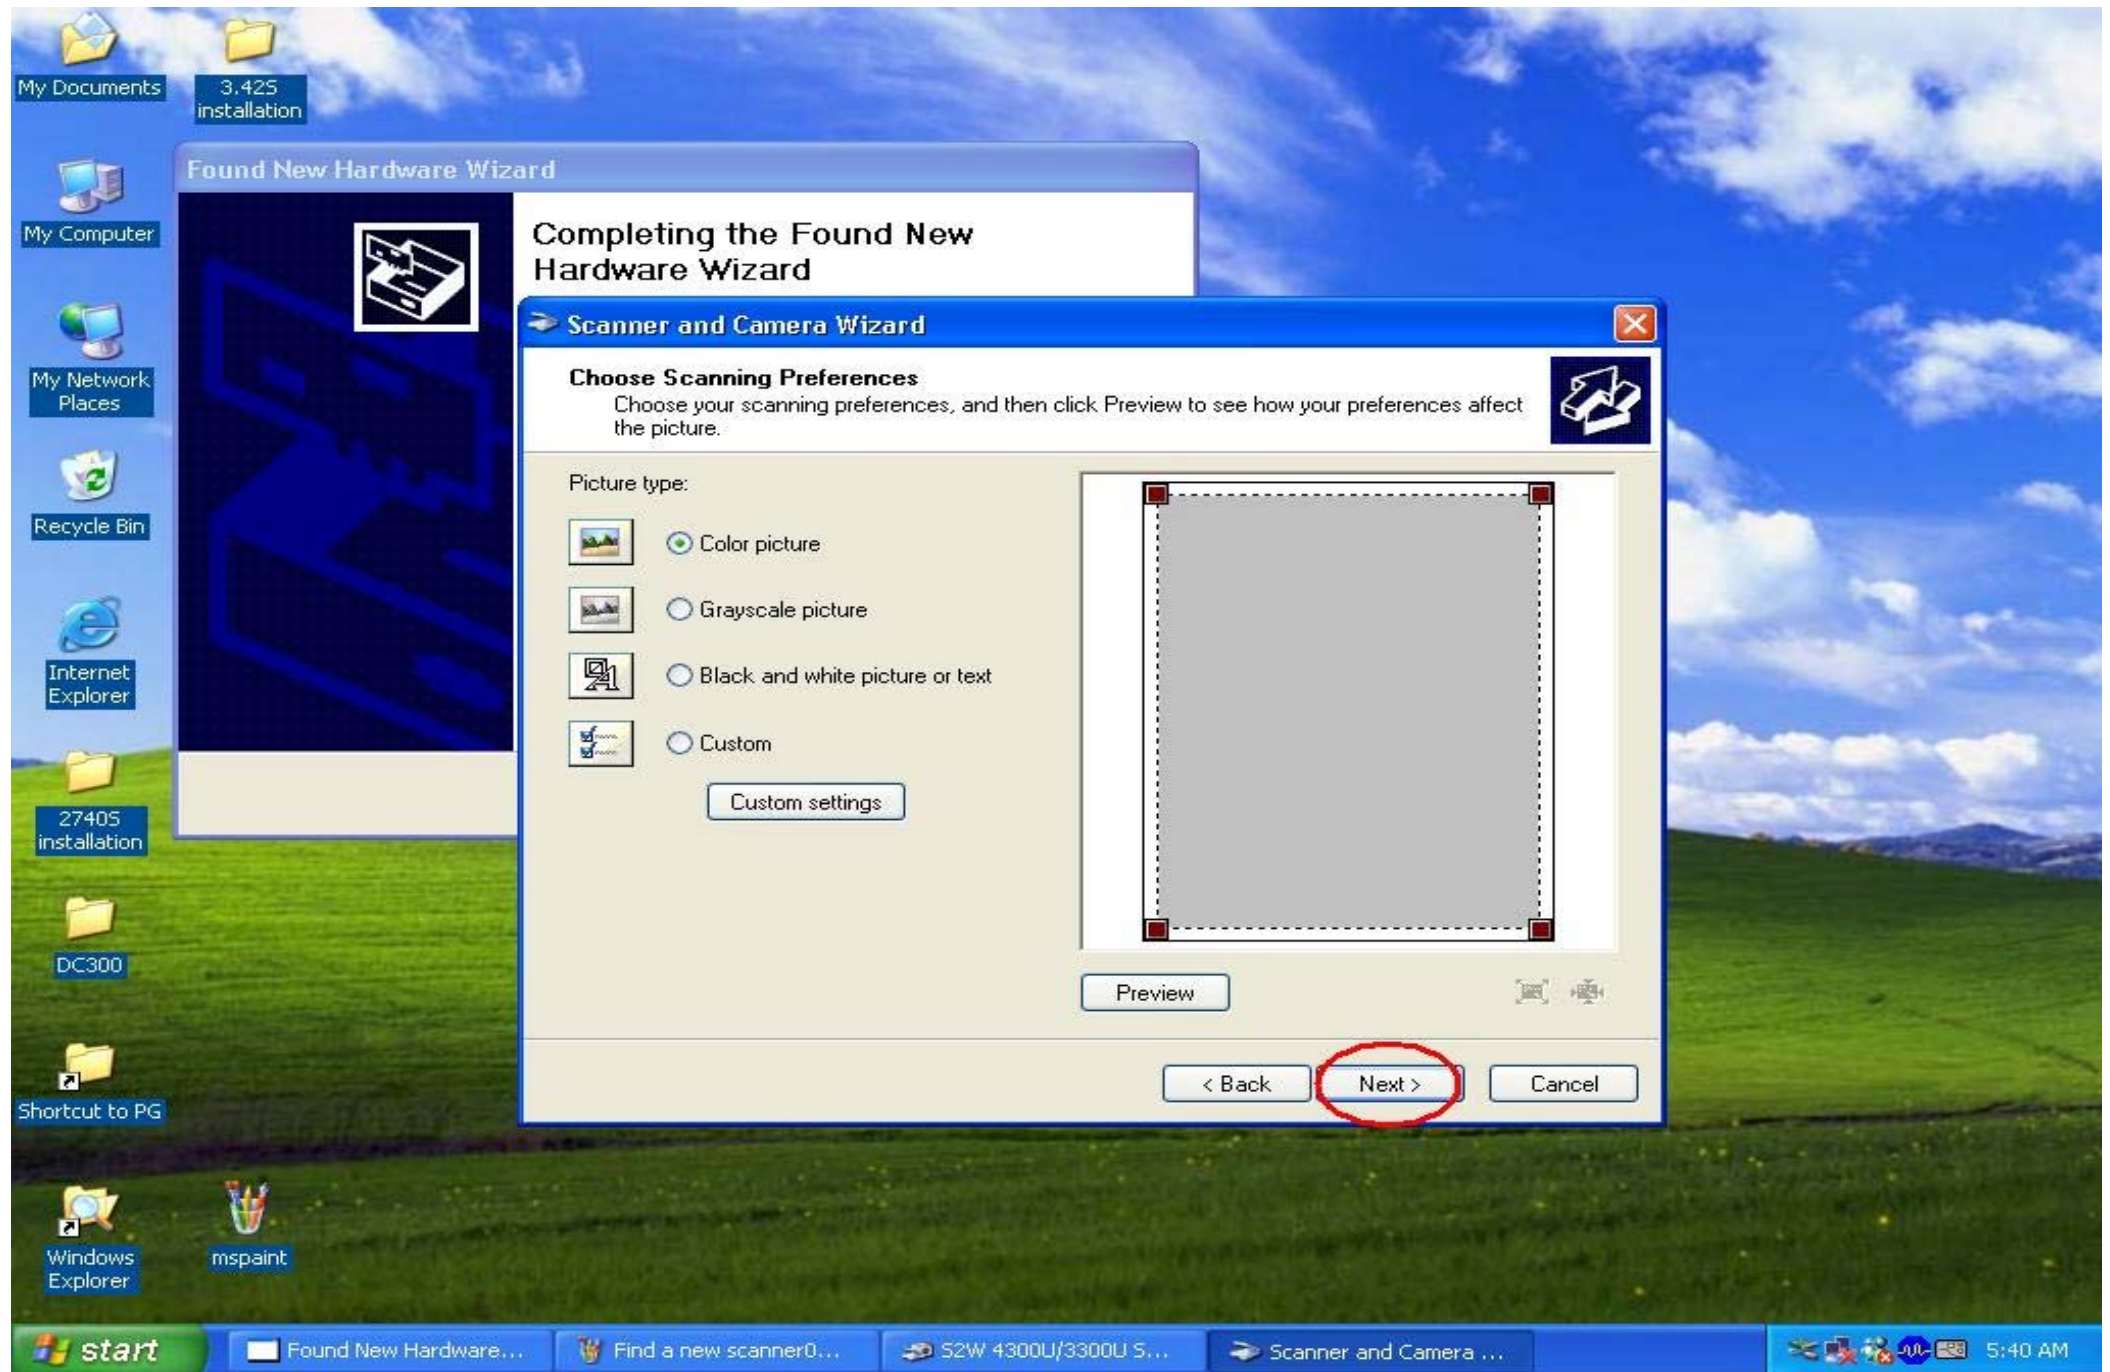 My Documents
3.42S
installation
My Computer
My Network
Places
Recycle Bin
Internet
Explorer
2740S
installation
DC300
Shortcut to PG
Windows
Explorer
mspaint
Found New Hardware Wizard
Completing the Found New
Hardware Wizard
Scanner and Camera Wizard
Choose Scanning Preferences
Choose your scanning preferences, and then click Preview to see how your preferences affect
the picture.
Picture type:
Color picture
Grayscale picture
Black and white picture or text
Custom
Custom settings
Preview
< Back
Next >
Cancel
start
Found New Hardware...
Find a new scanner0...
S2W 4300U/3300U S...
Scanner and Camera ...
5:40 AM